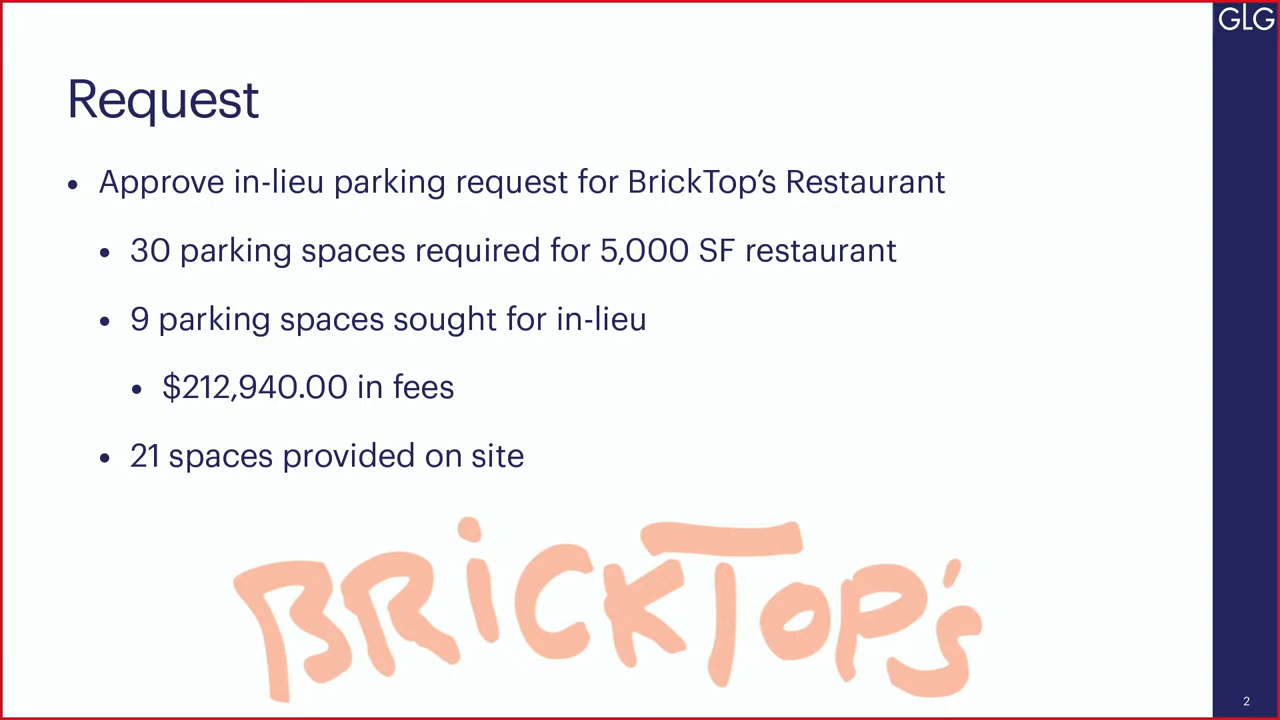 GLG
Request
• Approve in-lieu parking request for BrickTop’s Restaurant
• 30 parking spaces required for 5,000 SF restaurant
• 9 parking spaces sought for in-lieu
• $212,940.00 in fees
• 21 spaces provided on site
BRiCKTOP's
2